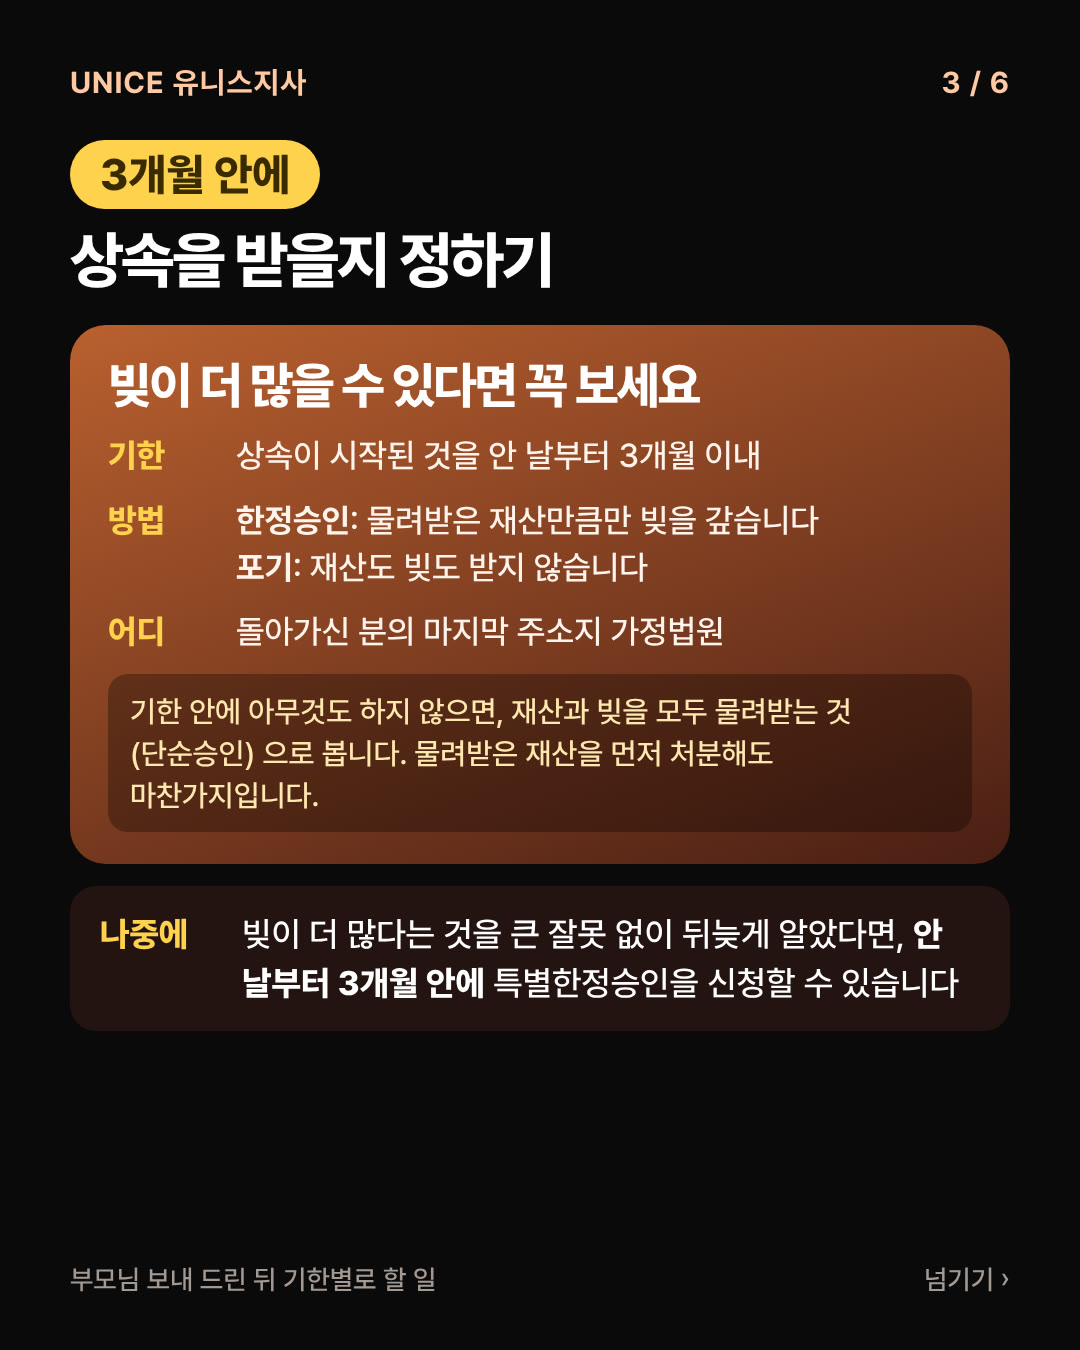 UNICE 유니스지사
3 / 6
3개월 안에
상속을 받을지 정하기
빚이 더 많을 수 있다면 꼭 보세요
기한 상속이 시작된 것을 안 날부터 3개월 이내
방법 한정승인: 물려받은 재산만큼만 빚을 갚습니다
포기: 재산도 빚도 받지 않습니다
어디 돌아가신 분의 마지막 주소지 가정법원
기한 안에 아무것도 하지 않으면, 재산과 빚을 모두 물려받는 것
(단순승인) 으로 봅니다. 물려받은 재산을 먼저 처분해도
마찬가지입니다.
나중에 빚이 더 많다는 것을 큰 잘못 없이 뒤늦게 알았다면, 안
날부터 3개월 안에 특별한정승인을 신청할 수 있습니다
부모님 보내 드린 뒤 기한별로 할 일
넘기기 ›